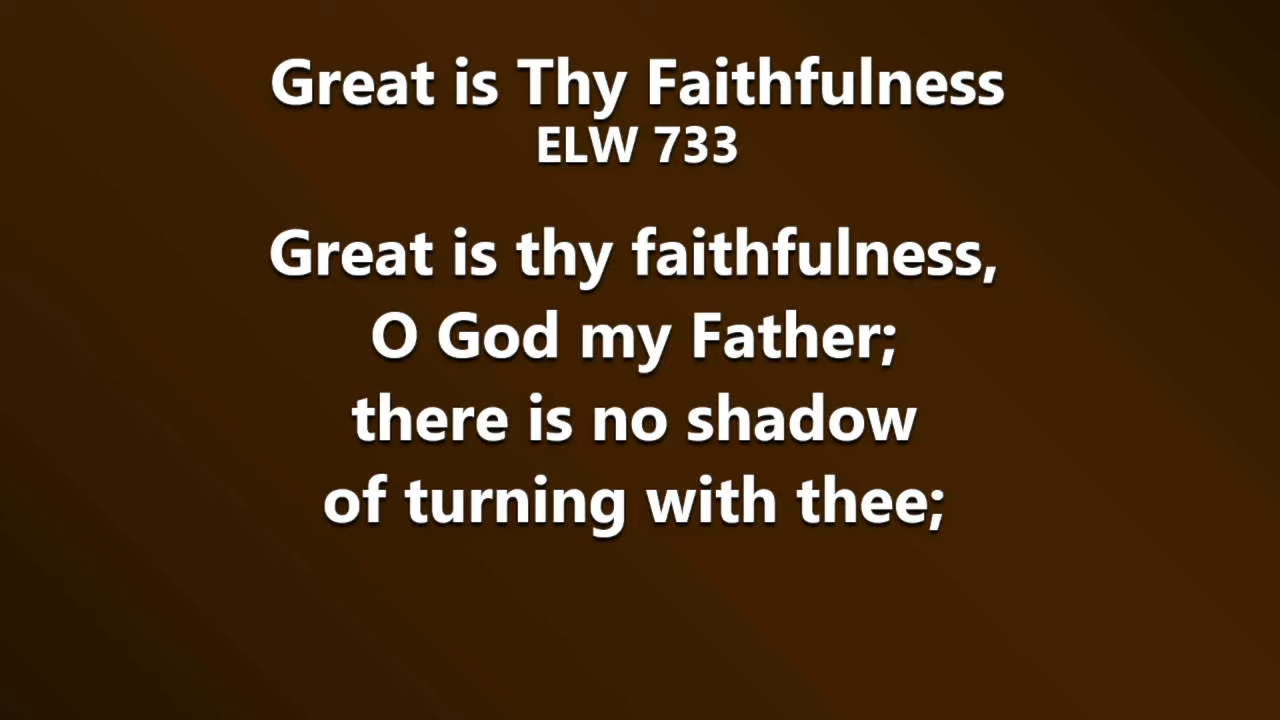 Great is Thy Faithfulness
ELW 733
Great is thy faithfulness,
O God my Father;
there is no shadow
of turning with thee;